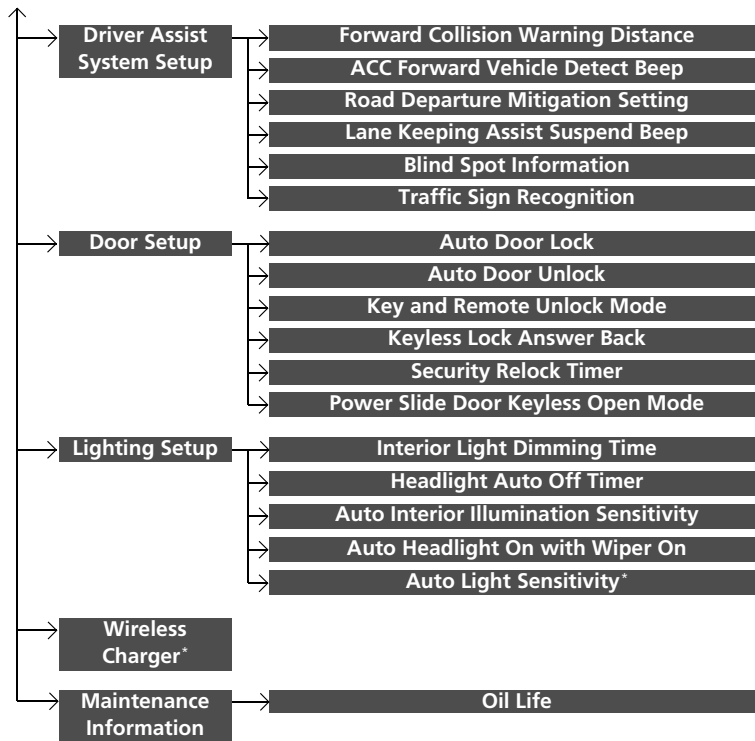 Driver Assist
System Setup
Forward Collision Warning Distance
ACC Forward Vehicle Detect Beep
Road Departure Mitigation Setting
Lane Keeping Assist Suspend Beep
Blind Spot Information
Traffic Sign Recognition
Door Setup
Auto Door Lock
Auto Door Unlock
Key and Remote Unlock Mode
Keyless Lock Answer Back
Security Relock Timer
Power Slide Door Keyless Open Mode
Lighting Setup
Interior Light Dimming Time
Headlight Auto Off Timer
Auto Interior Illumination Sensitivity
Auto Headlight On with Wiper On
Auto Light Sensitivity*
Wireless
Charger*
Maintenance
Information
Oil Life